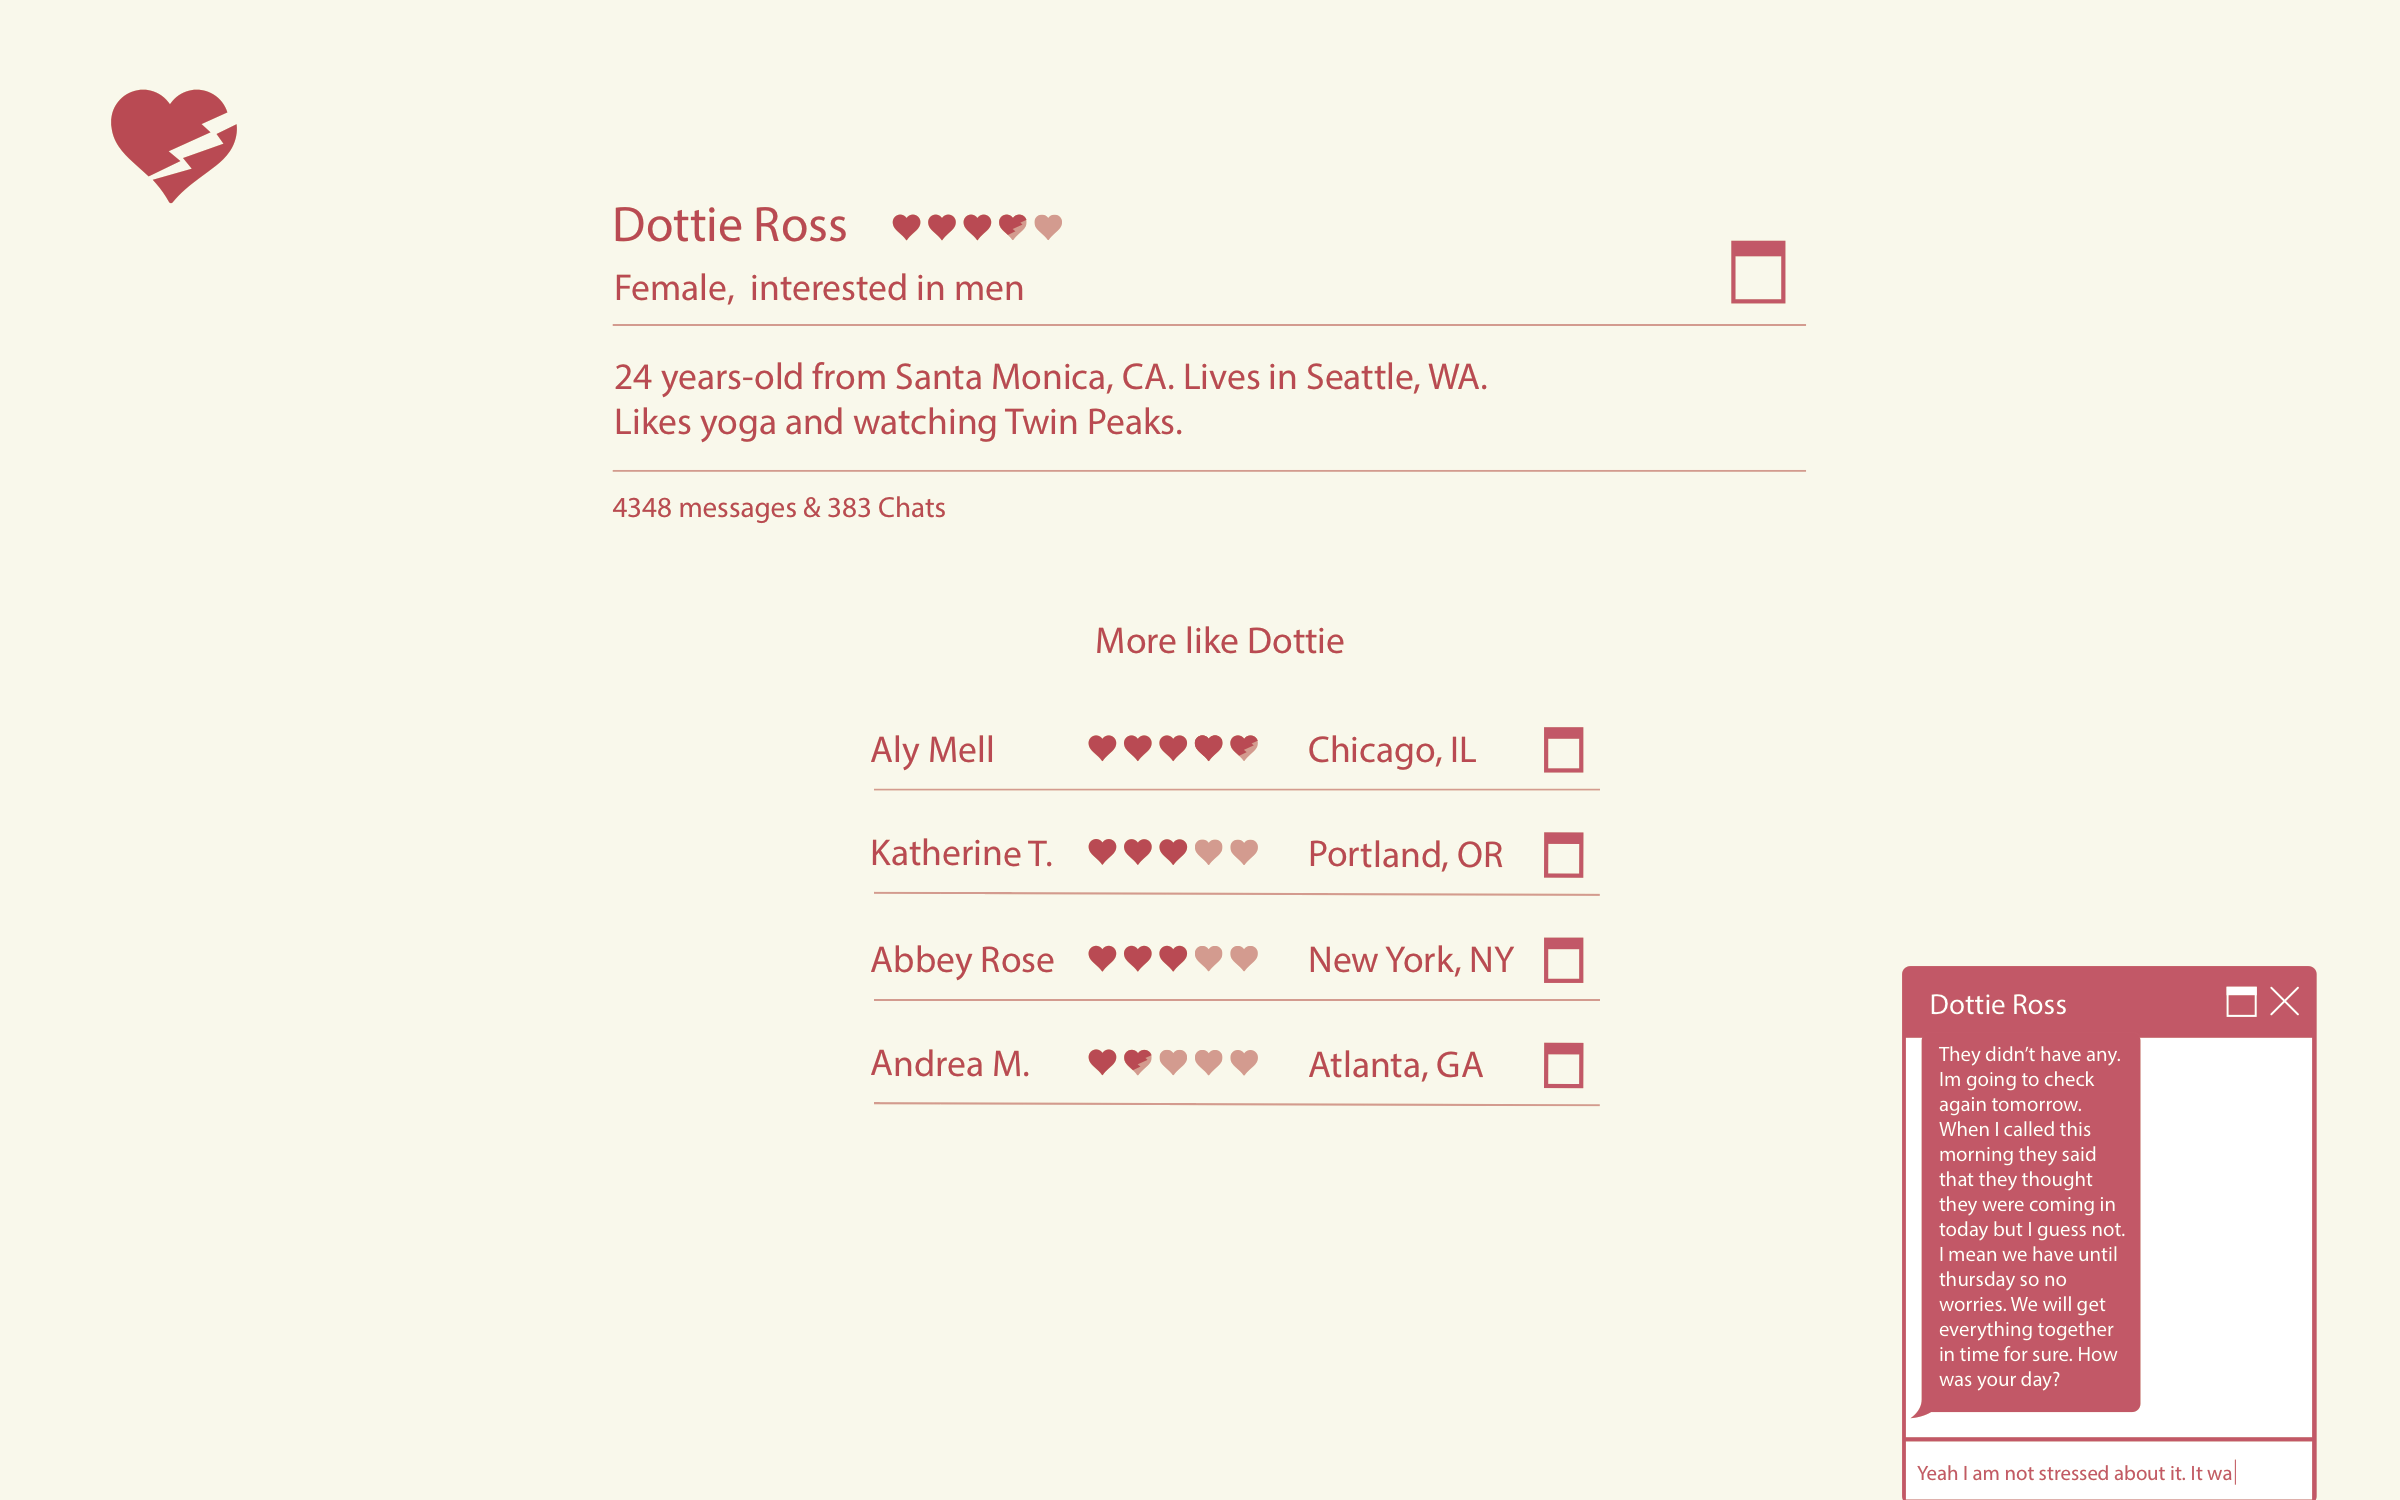 Dottie Ross
Female, interested in men
24 years-old from Santa Monica, CA. Lives in Seattle, WA.
Likes yoga and watching Twin Peaks.
4348 messages & 383 Chats
More like Dottie
Aly Mell Chicago, IL
Katherine T. Portland, OR
Abbey Rose New York, NY
Andrea M. Atlanta, GA
Dottie Ross
They didn't have any.
Im going to check
again tomorrow.
When I called this
morning they said
that they thought
they were coming in
today but I guess not.
I mean we have until
thursday so no
worries. We will get
everything together
in time for sure. How
was your day?
Yeah I am not stressed about it. It wa